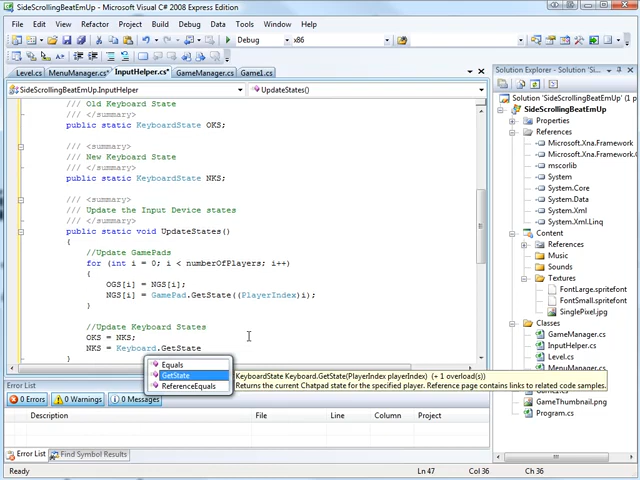 SideScrollingBeatEmUp - Microsoft Visual C# 2008 Express Edition
File Edit View Refactor Project Build Debug Data Tools Window Help
Debug x86
Level.cs MenuManager.cs* InputHelper.cs* GameManager.cs Game1.cs
SideScrollingBeatEmUp.InputHelper UpdateStates()
/// Old Keyboard State
/// </summary>
public static KeyboardState OKS;
/// <summary>
/// New Keyboard State
/// </summary>
public static KeyboardState NKS;
/// <summary>
/// Update the Input Device states
/// </summary>
public static void UpdateStates()
{
//Update GamePads
for (int i = 0; i < numberOfPlayers; i++)
{
OGS[i] = NGS[i];
NGS[i] = GamePad.GetState((PlayerIndex)i);
}
//Update Keyboard States
OKS = NKS;
NKS = Keyboard.GetState
}
Equals
GetState
ReferenceEquals
KeyboardState Keyboard.GetState(PlayerIndex playerIndex) (+ 1 overload(s))
Returns the current Chatpad state for the specified player. Reference page contains links to related code samples.
Error List
0 Errors 0 Warnings 0 Messages
Description File Line Column Project
Error List Find Symbol Results
Ready Ln 47 Col 36 Ch 36
Solution Explorer - Solution 'SideScrollingBeatEmUp'
Solution 'SideScrollingBeatEmUp'
SideScrollingBeatEmUp
Properties
References
Microsoft.Xna.Framework
Microsoft.Xna.Framework
mscorlib
System
System.Core
System.Data
System.Xml
System.Xml.Linq
Content
References
Music
Sounds
Textures
FontLarge.spritefont
FontSmall.spritefont
SinglePixel.jpg
Classes
GameManager.cs
InputHelper.cs
Level.cs
GameThumbnail.png
Program.cs